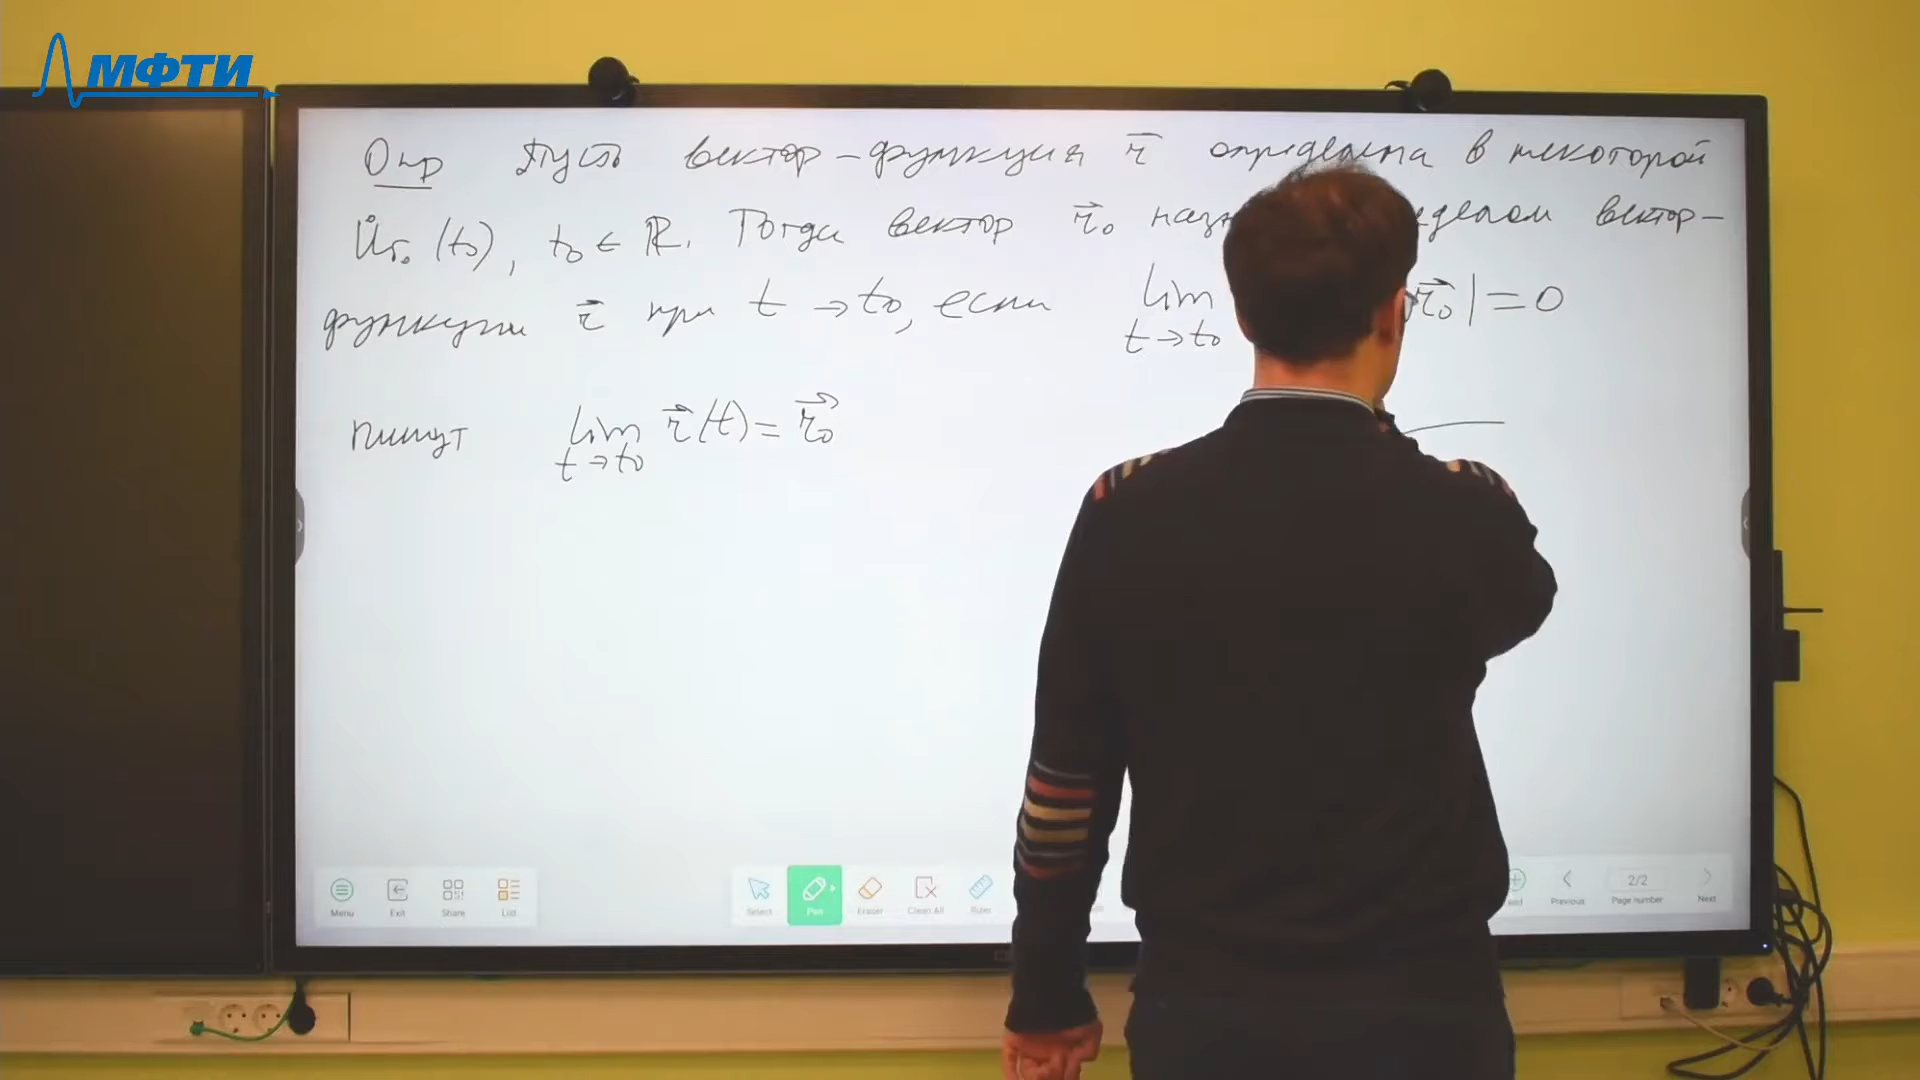 МФТИ
Опр Пусть вектор-функция r⃗ определена в некоторой
Ůδ₀(t₀), t₀ ∈ ℝ. Тогда вектор r⃗₀ вектор-
функции r⃗ при t → t₀, если lim r⃗₀| = 0
t → t₀
пишут lim r⃗(t) = r⃗₀
t → t₀
Menu Exit Share List Select Pen Eraser Clean All Ruler Previous 2/2 Page number Next